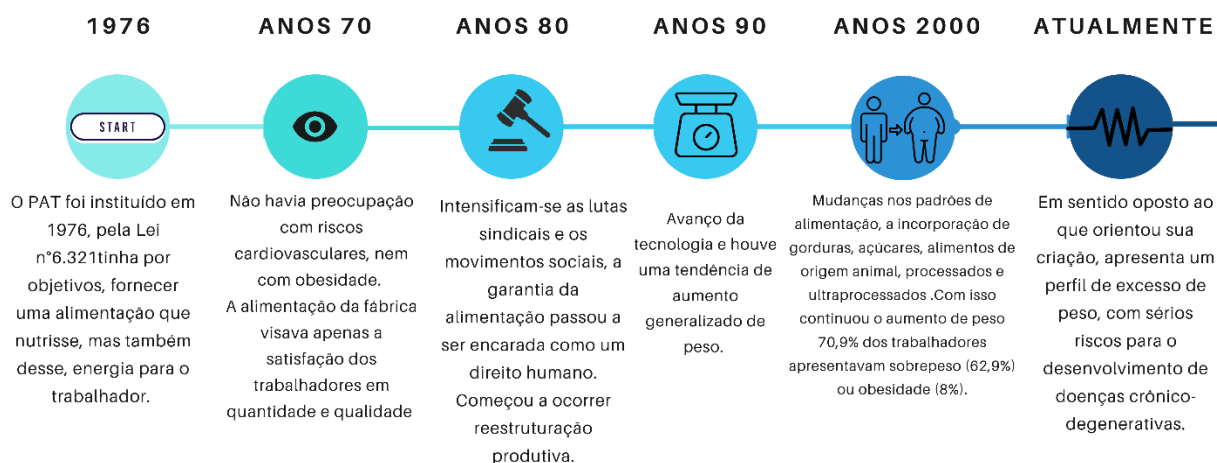 1976
START
O PAT foi instituído em
1976, pela Lei
n°6.321tinha por
objetivos, fornecer
uma alimentação que
nutrisse, mas também
desse, energia para o
trabalhador.
ANOS 70
Não havia preocupação
com riscos
cardiovasculares, nem
com obesidade.
A alimentação da fábrica
visava apenas a
satisfação dos
trabalhadores em
quantidade e qualidade
ANOS 80
Intensificam-se as lutas
sindicais e os
movimentos sociais, a
garantia da
alimentação passou a
ser encarada como um
direito humano.
Começou a ocorrer
reestruturação
produtiva.
ANOS 90
Avanço da
tecnologia e houve
uma tendência de
aumento
generalizado de
peso.
ANOS 2000
Mudanças nos padrões de
alimentação, a incorporação de
gorduras, açúcares, alimentos de
origem animal, processados e
ultraprocessados .Com isso
continuou o aumento de peso
70,9% dos trabalhadores
apresentavam sobrepeso (62,9%)
ou obesidade (8%).
ATUALMENTE
Em sentido oposto ao
que orientou sua
criação, apresenta um
perfil de excesso de
peso, com sérios
riscos para o
desenvolvimento de
doenças crônico-
degenerativas.